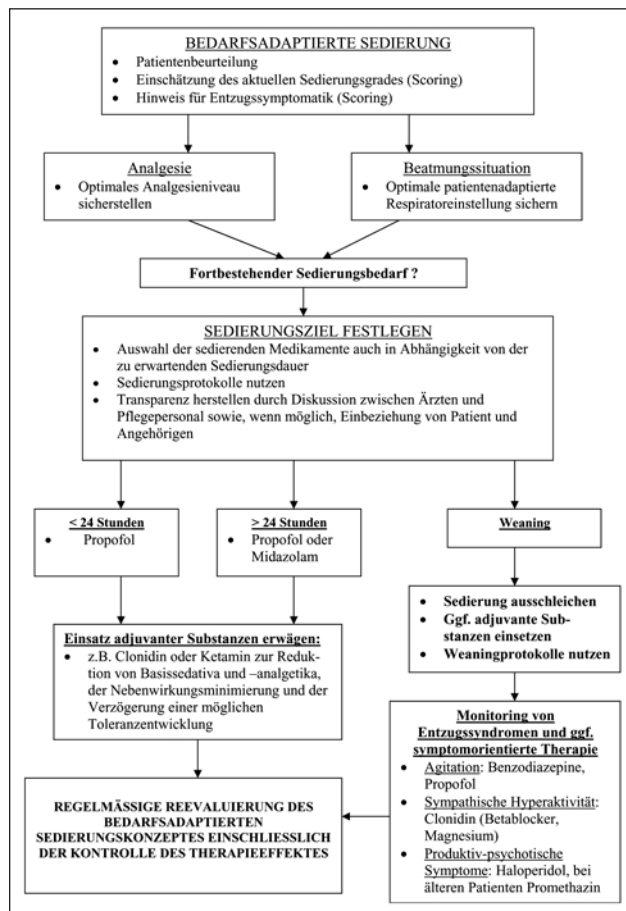 BEDARFSADAPTIERTE SEDIERUNG
• Patientenbeurteilung
• Einschätzung des aktuellen Sedierungsgrades (Scoring)
• Hinweis für Entzugssymptomatik (Scoring)
Analgesie
• Optimales Analgesieniveau
sicherstellen
Beatmungssituation
• Optimale patientenadaptierte
Respiratoreinstellung sichern
Fortbestehender Sedierungsbedarf ?
SEDIERUNGSZIEL FESTLEGEN
• Auswahl der sedierenden Medikamente auch in Abhängigkeit von der
zu erwartenden Sedierungsdauer
• Sedierungsprotokolle nutzen
• Transparenz herstellen durch Diskussion zwischen Ärzten und
Pflegepersonal sowie, wenn möglich, Einbeziehung von Patient und
Angehörigen
< 24 Stunden
• Propofol
> 24 Stunden
• Propofol oder
Midazolam
Weaning
• Sedierung ausschleichen
• Ggf. adjuvante Sub-
stanzen einsetzen
• Weaningprotokolle nutzen
Einsatz adjuvanter Substanzen erwägen:
• z.B. Clonidin oder Ketamin zur Reduk-
tion von Basissedativa und –analgetika,
der Nebenwirkungsminimierung und der
Verzögerung einer möglichen
Toleranzentwicklung
Monitoring von
Entzugssyndromen und ggf.
symptomorientierte Therapie
• Agitation: Benzodiazepine,
Propofol
• Sympathische Hyperaktivität:
Clonidin (Betablocker,
Magnesium)
• Produktiv-psychotische
Symptome: Haloperidol, bei
älteren Patienten Promethazin
REGELMÄSSIGE REEVALUIERUNG DES
BEDARFSADAPTIERTEN
SEDIERUNGSKONZEPTES EINSCHLIESSLICH
DER KONTROLLE DES THERAPIEEFFEKTES